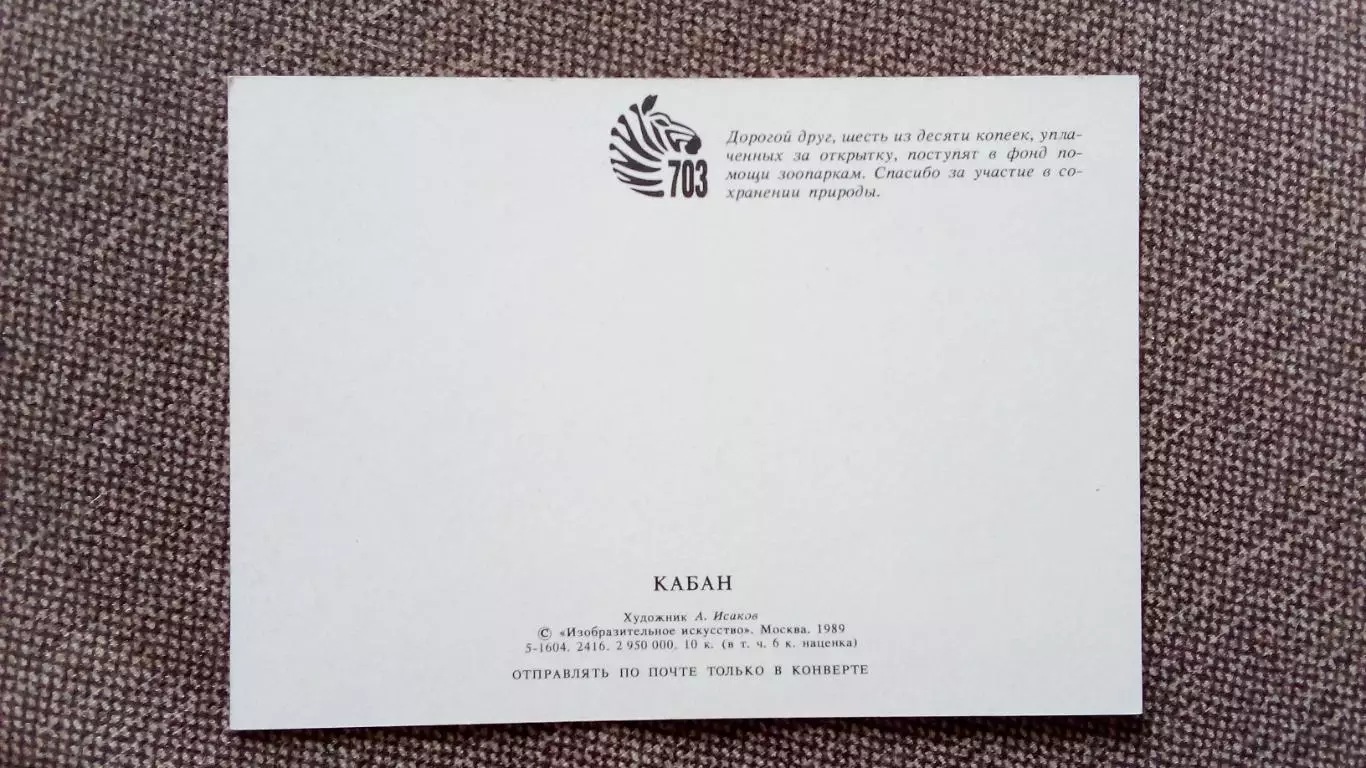 703
Дорогой друг, шесть из десяти копеек, упла-
ченных за открытку, поступят в фонд по-
мощи зоопаркам. Спасибо за участие в со-
хранении природы.
КАБАН
Художник А. Исаков
© «Изобразительное искусство». Москва. 1989
5-1604. 2416. 2 950 000. 10 к. (в т. ч. 6 к. наценка)
ОТПРАВЛЯТЬ ПО ПОЧТЕ ТОЛЬКО В КОНВЕРТЕ